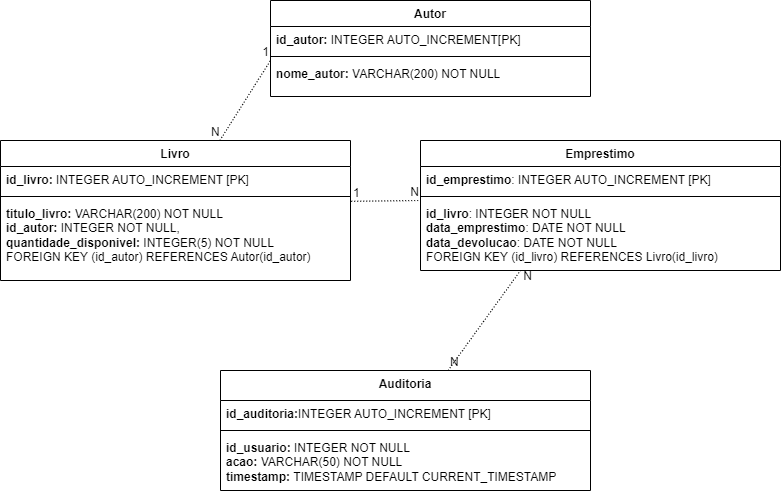 Autor
id_autor: INTEGER AUTO_INCREMENT[PK]
nome_autor: VARCHAR(200) NOT NULL
1
N
Livro
id_livro: INTEGER AUTO_INCREMENT [PK]
titulo_livro: VARCHAR(200) NOT NULL
id_autor: INTEGER NOT NULL,
quantidade_disponivel: INTEGER(5) NOT NULL
FOREIGN KEY (id_autor) REFERENCES Autor(id_autor)
1
N
Emprestimo
id_emprestimo: INTEGER AUTO_INCREMENT [PK]
id_livro: INTEGER NOT NULL
data_emprestimo: DATE NOT NULL
data_devolucao: DATE NOT NULL
FOREIGN KEY (id_livro) REFERENCES Livro(id_livro)
N
N
Auditoria
id_auditoria:INTEGER AUTO_INCREMENT [PK]
id_usuario: INTEGER NOT NULL
acao: VARCHAR(50) NOT NULL
timestamp: TIMESTAMP DEFAULT CURRENT_TIMESTAMP